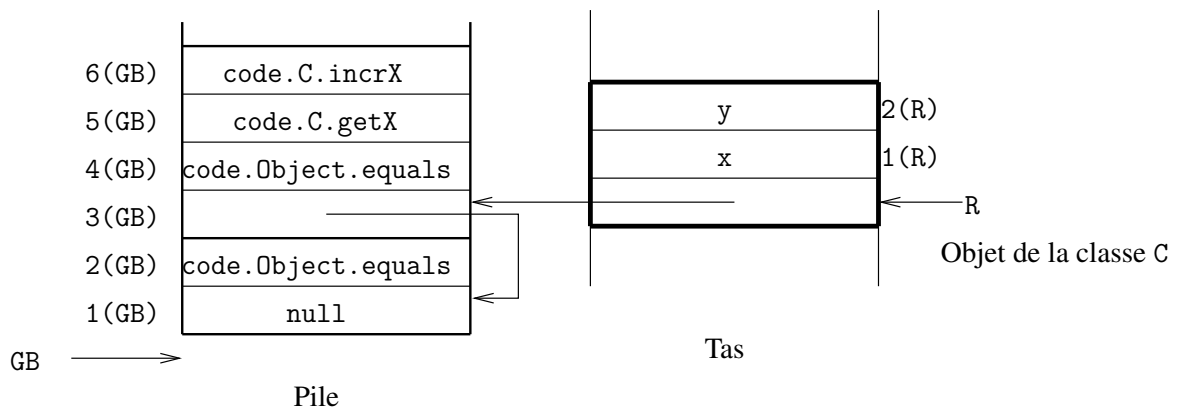 6(GB) code.C.incrX
5(GB) code.C.getX
4(GB) code.Object.equals
3(GB)
2(GB) code.Object.equals
1(GB) null
GB
Pile
y 2(R)
x 1(R)
R
Objet de la classe C
Tas